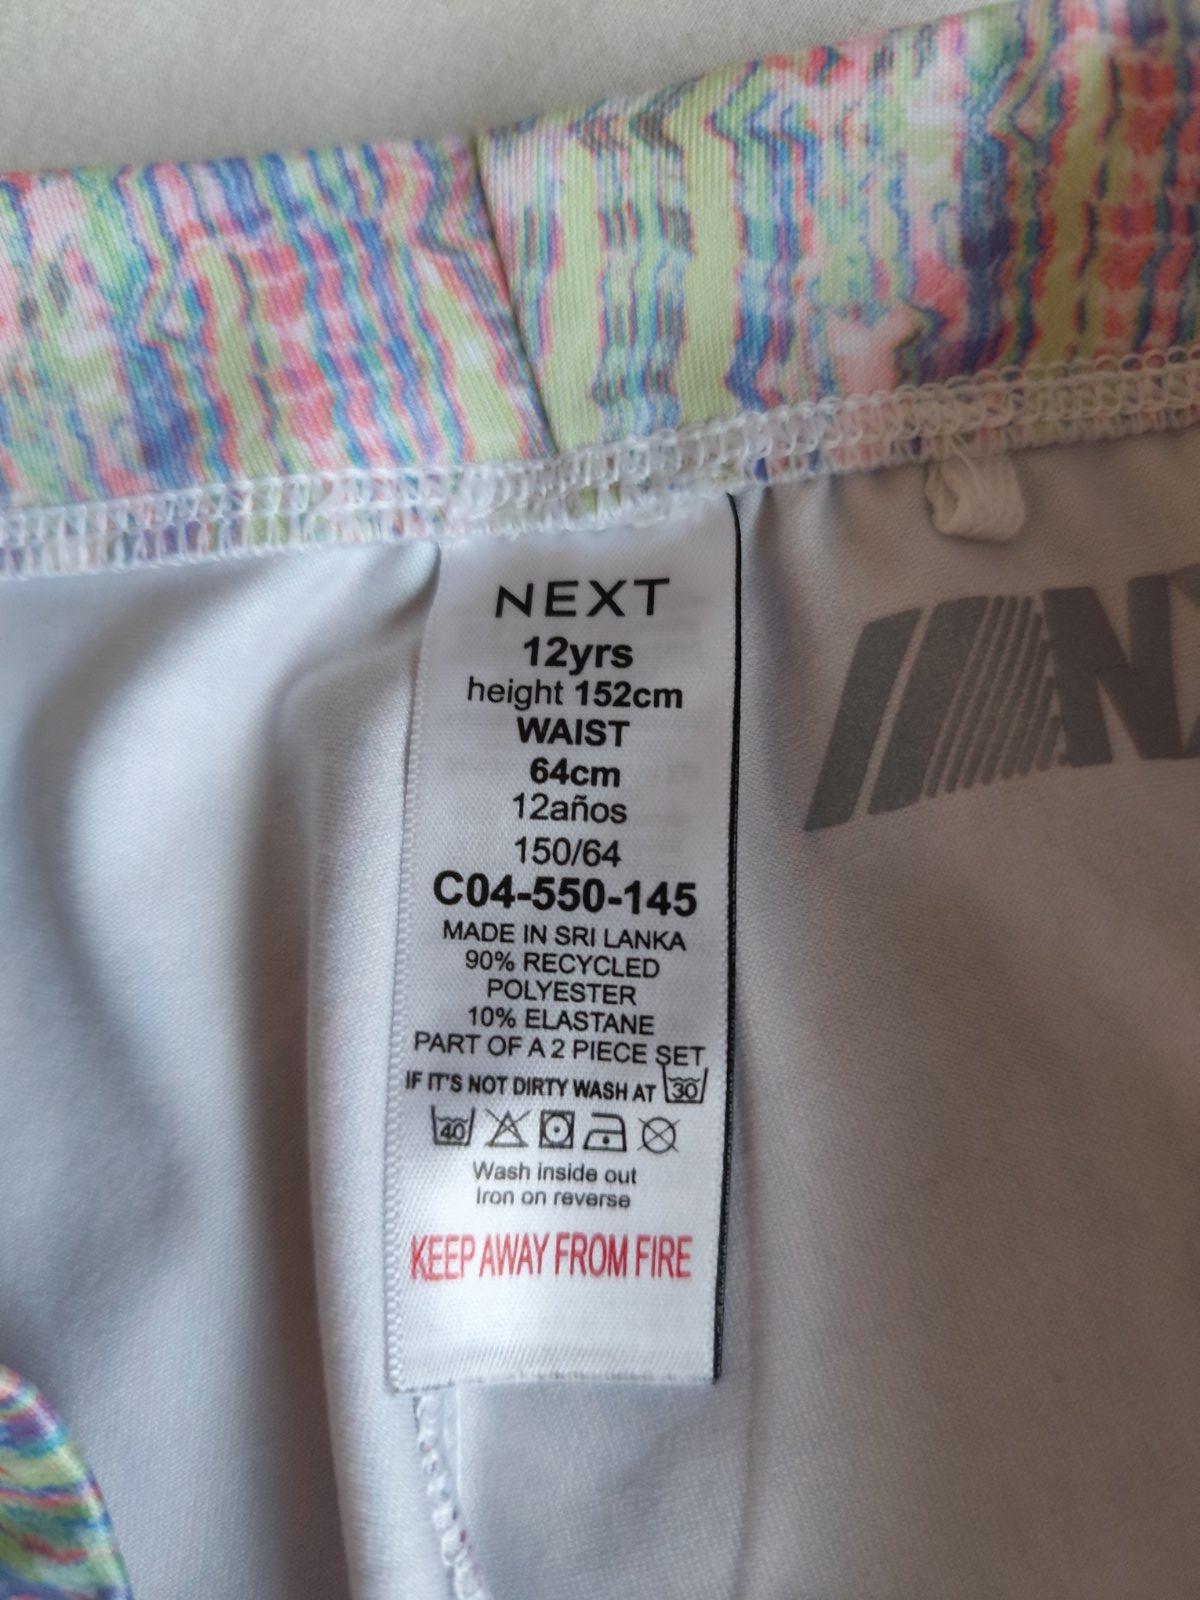 NEXT
12yrs
height 152cm
WAIST
64cm
12años
150/64
C04-550-145
MADE IN SRI LANKA
90% RECYCLED
POLYESTER
10% ELASTANE
PART OF A 2 PIECE SET
IF IT'S NOT DIRTY WASH AT 30
40
Wash inside out
Iron on reverse
KEEP AWAY FROM FIRE